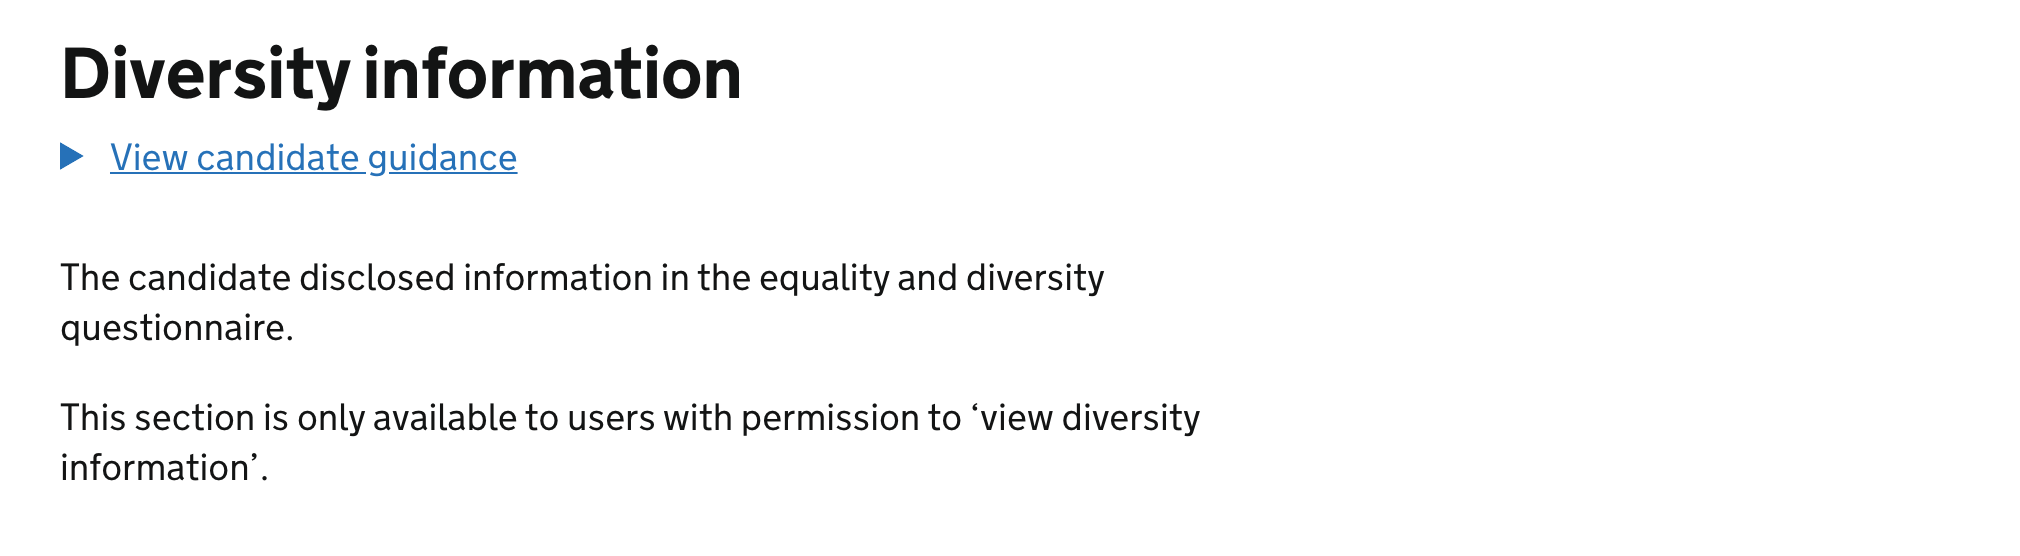 Diversity information
View candidate guidance
The candidate disclosed information in the equality and diversity
questionnaire.
This section is only available to users with permission to ‘view diversity
information’.